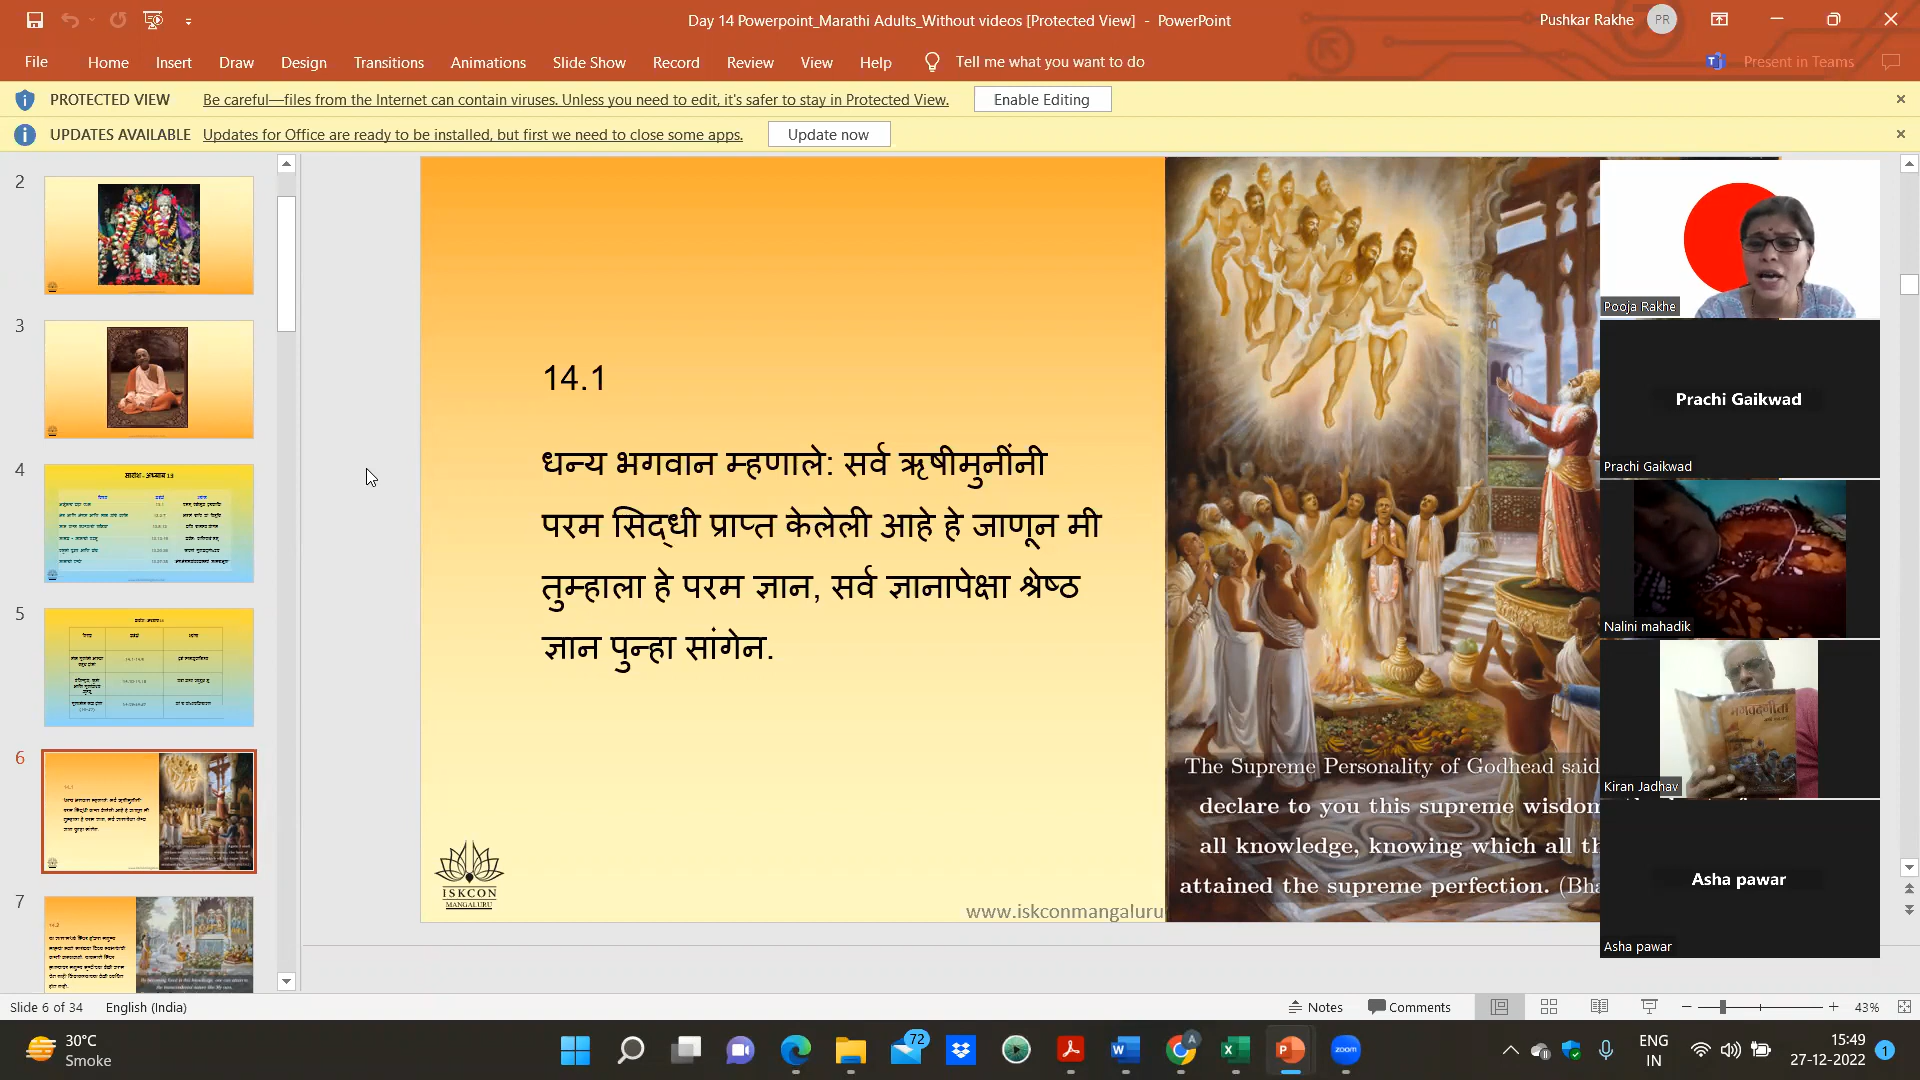 Day 14 Powerpoint_Marathi Adults_Without videos [Protected View] - PowerPoint
Pushkar Rakhe
PR
File Home Insert Draw Design Transitions Animations Slide Show Record Review View Help Tell me what you want to do
Present in Teams
PROTECTED VIEW Be careful—files from the Internet can contain viruses. Unless you need to edit, it's safer to stay in Protected View. Enable Editing
UPDATES AVAILABLE Updates for Office are ready to be installed, but first we need to close some apps. Update now
2
3
4
5
6
7
14.1
धन्य भगवान म्हणाले: सर्व ऋषीमुनींनी
परम सिद्धी प्राप्त केलेली आहे हे जाणून मी
तुम्हाला हे परम ज्ञान, सर्व ज्ञानापेक्षा श्रेष्ठ
ज्ञान पुन्हा सांगेन.
ISKCON
MANGALURU
www.iskconmangaluru
The Supreme Personality of Godhead said
declare to you this supreme wisdom
all knowledge, knowing which all th
attained the supreme perfection. (Bha
Pooja Rakhe
Prachi Gaikwad
Prachi Gaikwad
Nalini mahadik
भगवद्गीता
Kiran Jadhav
Asha pawar
Asha pawar
Slide 6 of 34 English (India)
Notes Comments 43%
30°C
Smoke
72
zoom
ENG
IN
15:49
27-12-2022
1